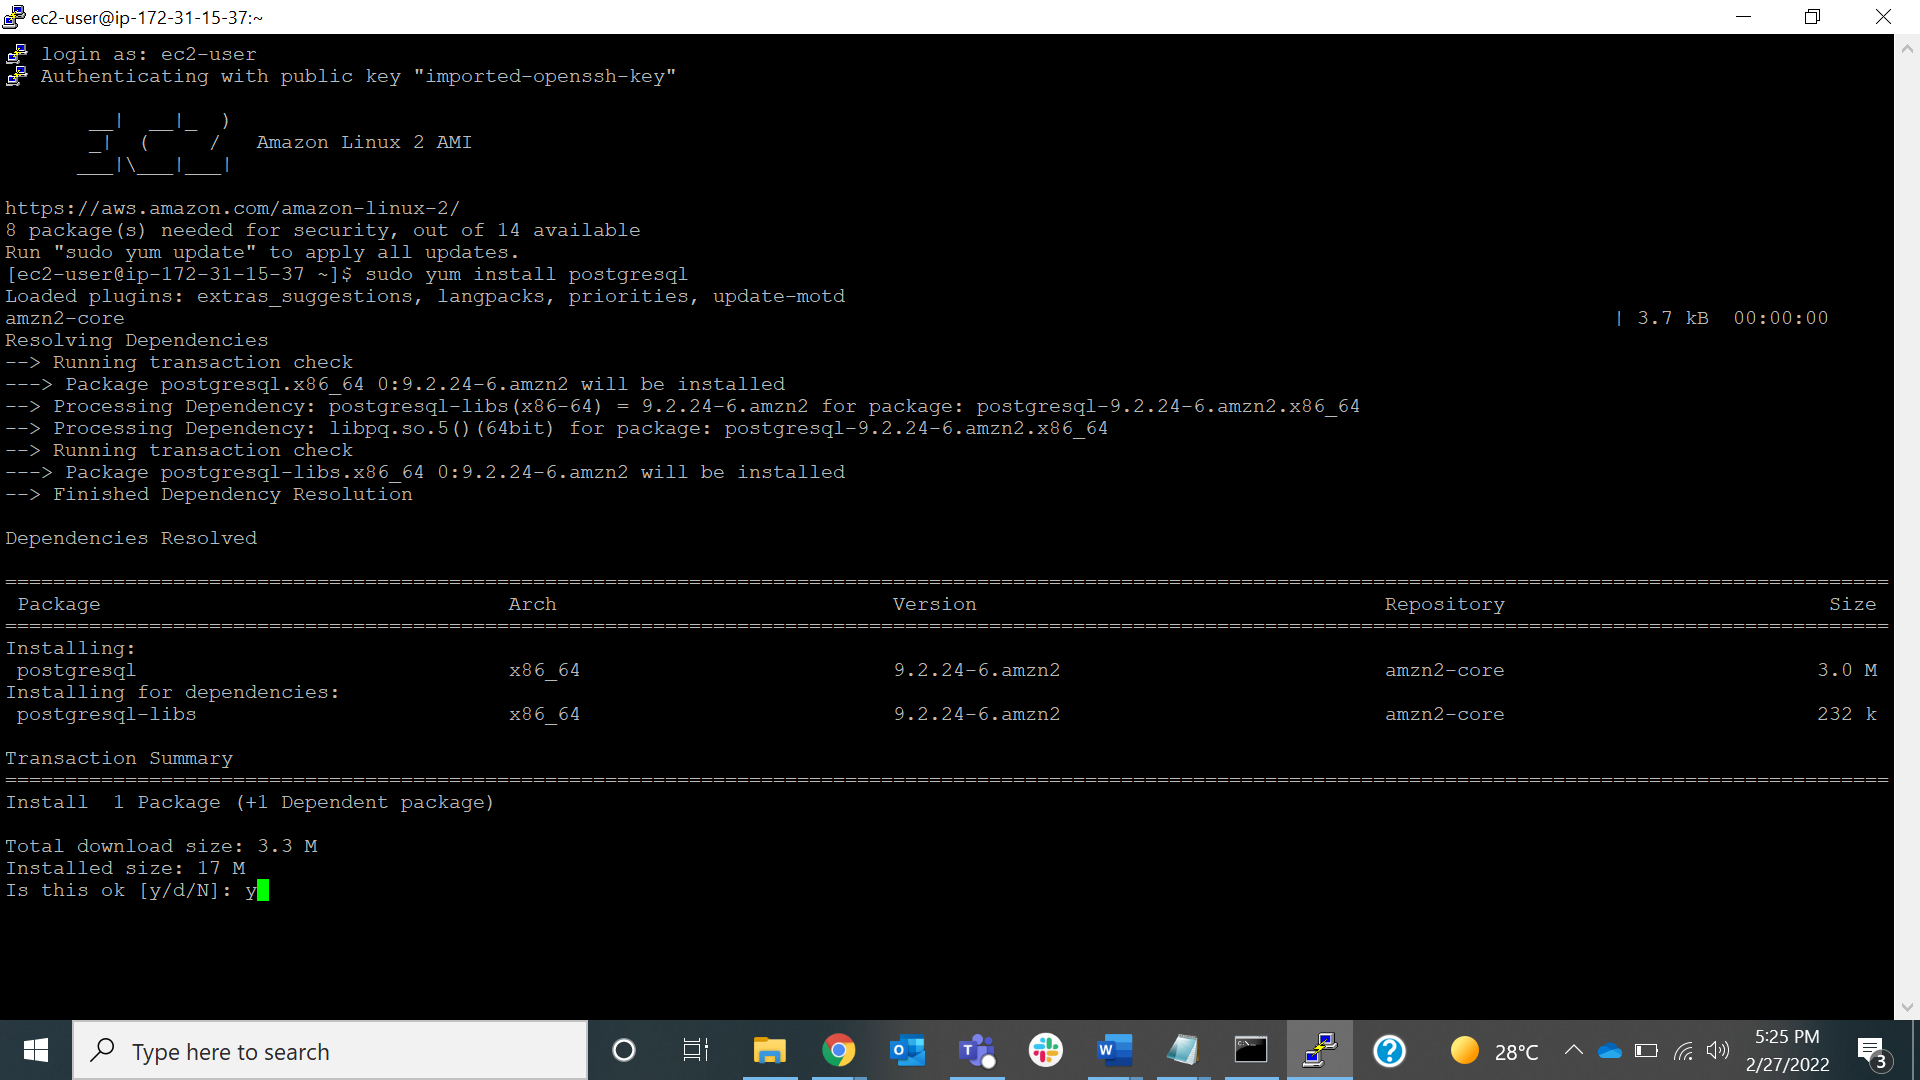 ec2-user@ip-172-31-15-37:~
login as: ec2-user
Authenticating with public key "imported-openssh-key"
       __|  __|_  )
       _|  (     /   Amazon Linux 2 AMI
      ___|\___|___|
https://aws.amazon.com/amazon-linux-2/
8 package(s) needed for security, out of 14 available
Run "sudo yum update" to apply all updates.
[ec2-user@ip-172-31-15-37 ~]$ sudo yum install postgresql
Loaded plugins: extras_suggestions, langpacks, priorities, update-motd
amzn2-core | 3.7 kB 00:00:00
Resolving Dependencies
--> Running transaction check
---> Package postgresql.x86_64 0:9.2.24-6.amzn2 will be installed
--> Processing Dependency: postgresql-libs(x86-64) = 9.2.24-6.amzn2 for package: postgresql-9.2.24-6.amzn2.x86_64
--> Processing Dependency: libpq.so.5()(64bit) for package: postgresql-9.2.24-6.amzn2.x86_64
--> Running transaction check
---> Package postgresql-libs.x86_64 0:9.2.24-6.amzn2 will be installed
--> Finished Dependency Resolution
Dependencies Resolved
Package Arch Version Repository Size
Installing:
postgresql x86_64 9.2.24-6.amzn2 amzn2-core 3.0 M
Installing for dependencies:
postgresql-libs x86_64 9.2.24-6.amzn2 amzn2-core 232 k
Transaction Summary
Install 1 Package (+1 Dependent package)
Total download size: 3.3 M
Installed size: 17 M
Is this ok [y/d/N]: y
Type here to search
28°C
5:25 PM
2/27/2022
3